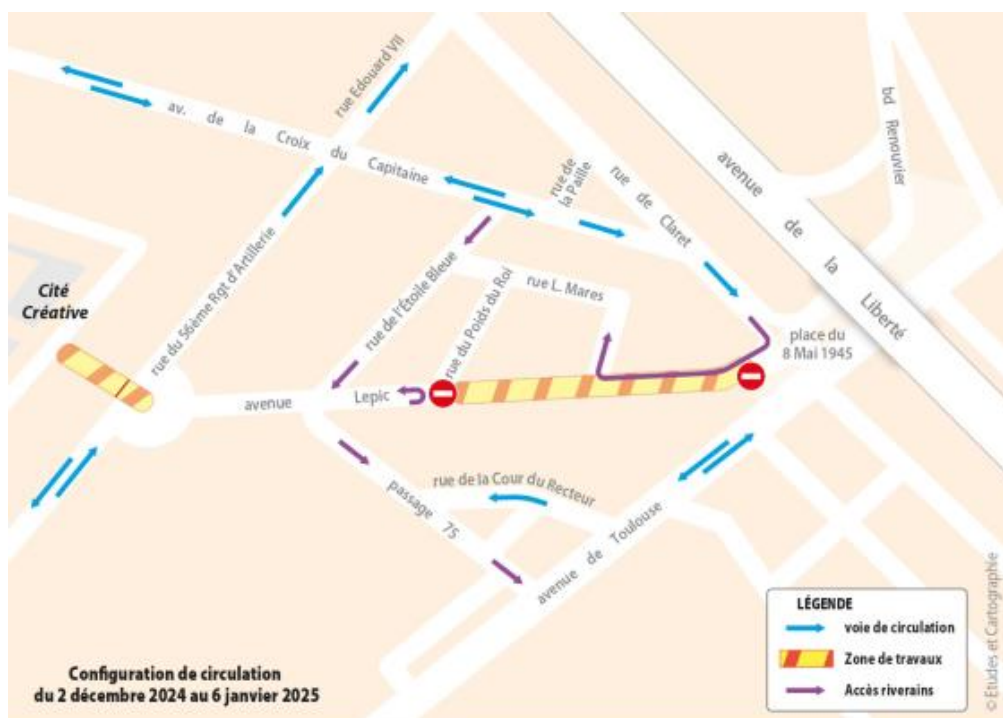 rue Edouard VII
av. de la Croix du Capitaine
rue de
la Paille
rue de Claret
avenue de la Liberté
bd Renouvier
Cité
Créative
rue du 56ème Rgt d'Artillerie
rue de l'Étoile Bleue
rue du Poids du Roi
rue L. Mares
place du
8 Mai 1945
avenue Lepic
passage 75
rue de la Cour du Recteur
avenue de Toulouse
LÉGENDE
voie de circulation
Zone de travaux
Accès riverains
Configuration de circulation
du 2 décembre 2024 au 6 janvier 2025
© Etudes et Cartographie